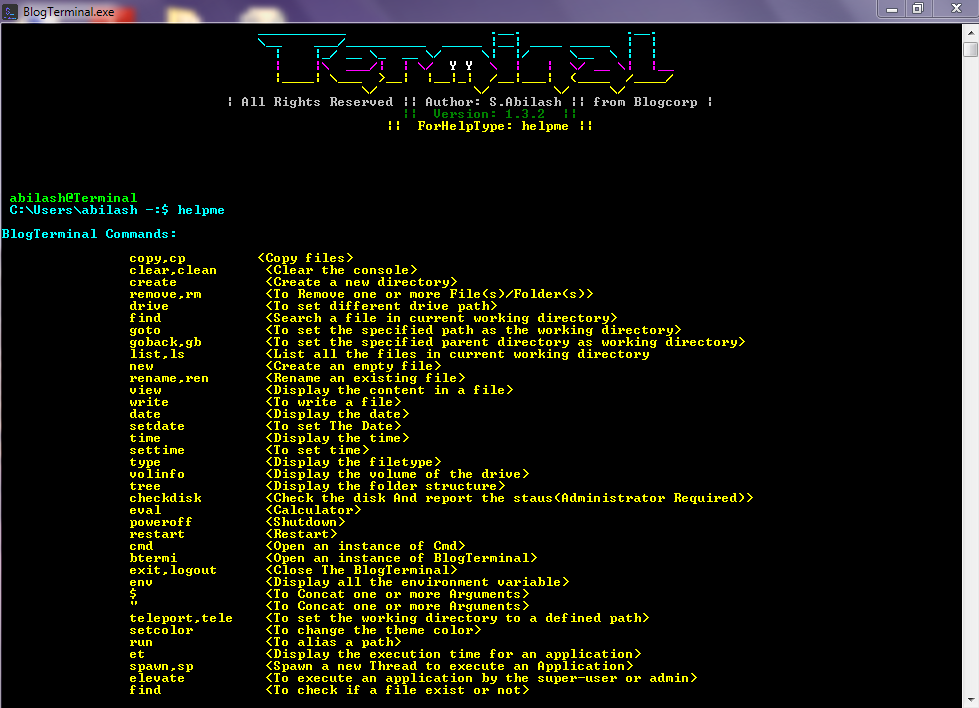 BlogTerminal.exe
Terminal
| All Rights Reserved || Author: S.Abilash || from Blogcorp |
|| Version: 1.3.2 ||
|| ForHelpType: helpme ||
abilash@Terminal
C:\Users\abilash ~:$ helpme
BlogTerminal Commands:
copy,cp <Copy files>
clear,clean <Clear the console>
create <Create a new directory>
remove,rm <To Remove one or more File(s)/Folder(s)>
drive <To set different drive path>
find <Search a file in current working directory>
goto <To set the specified path as the working directory>
goback,gb <To set the specified parent directory as working directory>
list,ls <List all the files in current working directory
new <Create an empty file>
rename,ren <Rename an existing file>
view <Display the content in a file>
write <To write a file>
date <Display the date>
setdate <To set The Date>
time <Display the time>
settime <To set time>
type <Display the filetype>
volinfo <Display the volume of the drive>
tree <Display the folder structure>
checkdisk <Check the disk And report the staus(Administrator Required)>
eval <Calculator>
poweroff <Shutdown>
restart <Restart>
cmd <Open an instance of Cmd>
btermi <Open an instance of BlogTerminal>
exit,logout <Close The BlogTerminal>
env <Display all the environment variable>
$ <To Concat one or more Arguments>
" <To Concat one or more Arguments>
teleport,tele <To set the working directory to a defined path>
setcolor <To change the theme color>
run <To alias a path>
et <Display the execution time for an application>
spawn,sp <Spawn a new Thread to execute an Application>
elevate <To execute an application by the super-user or admin>
find <To check if a file exist or not>